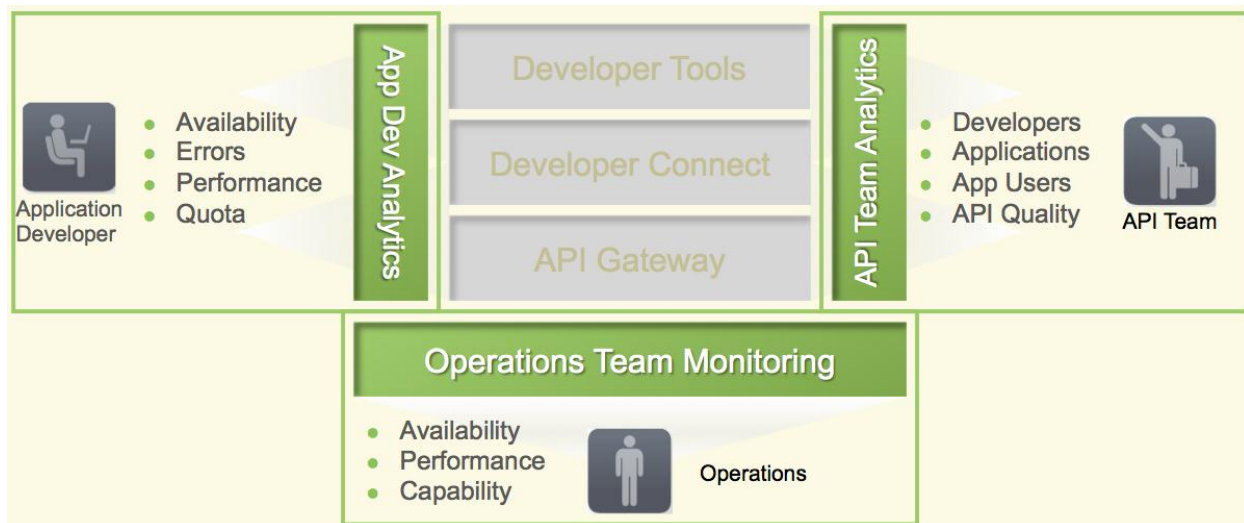 App Dev Analytics
Availability
Errors
Performance
Quota
Application
Developer
Developer Tools
Developer Connect
API Gateway
API Team Analytics
Developers
Applications
App Users
API Quality
API Team
Operations Team Monitoring
Availability
Performance
Capability
Operations